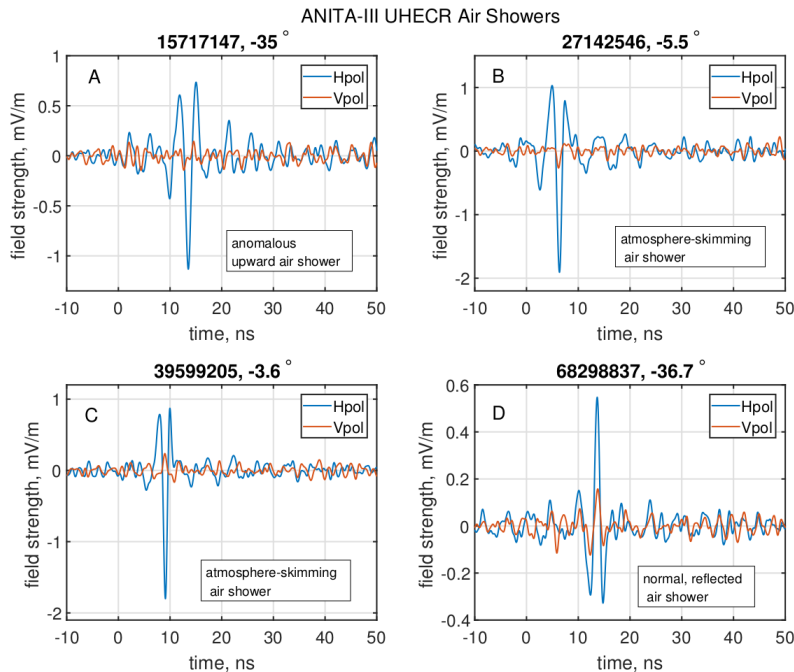 ANITA-III UHECR Air Showers
15717147, -35 °
A
Hpol
Vpol
1
0.5
0
-0.5
-1
field strength, mV/m
anomalous
upward air shower
-10 0 10 20 30 40 50
time, ns
27142546, -5.5 °
B
Hpol
Vpol
1
0
-1
-2
field strength, mV/m
atmosphere-skimming
air shower
-10 0 10 20 30 40 50
time, ns
39599205, -3.6 °
C
Hpol
Vpol
1
0
-1
-2
field strength, mV/m
atmosphere-skimming
air shower
-10 0 10 20 30 40 50
time, ns
68298837, -36.7 °
D
Hpol
Vpol
0.6
0.4
0.2
0
-0.2
-0.4
field strength, mV/m
normal, reflected
air shower
-10 0 10 20 30 40 50
time, ns